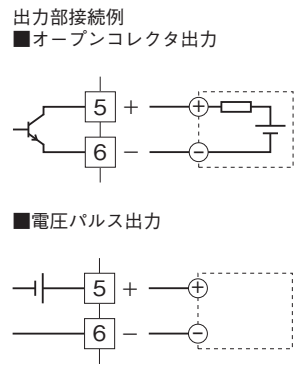 出力部接続例
■オープンコレクタ出力
5 + +
6 − −
■電圧パルス出力
5 + +
6 − −